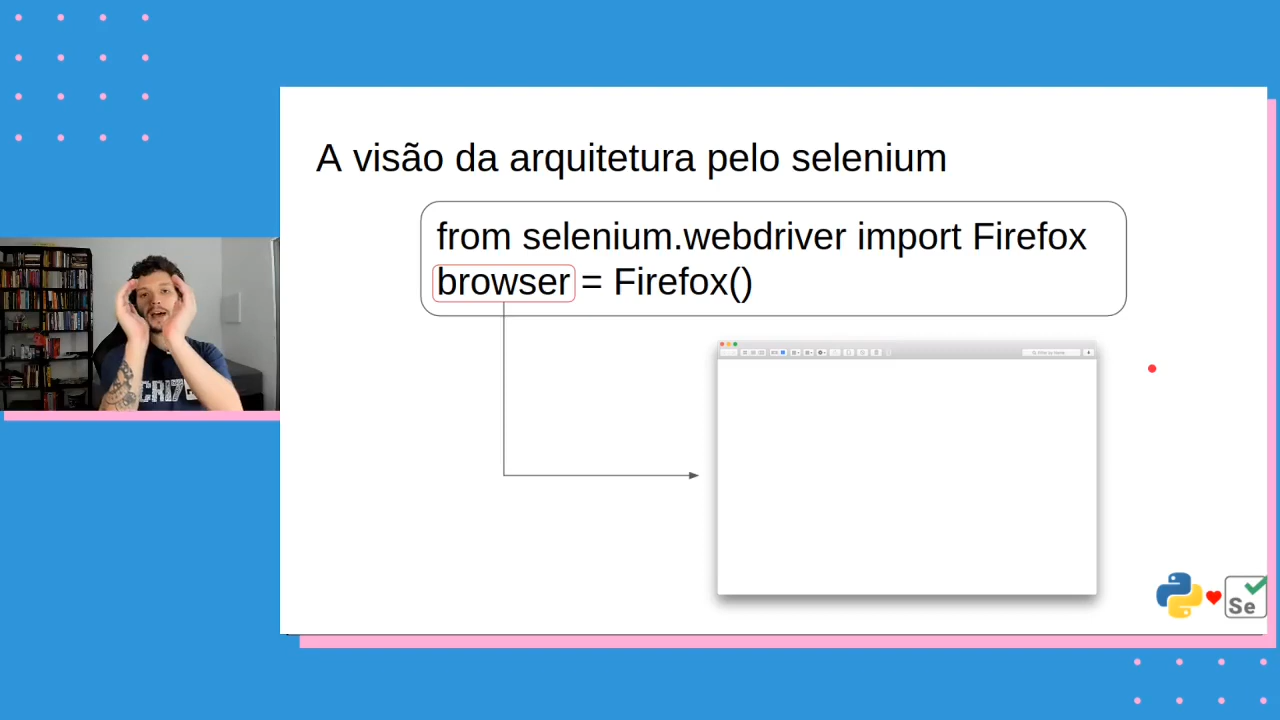 A visão da arquitetura pelo selenium
from selenium.webdriver import Firefox
browser = Firefox()
Se